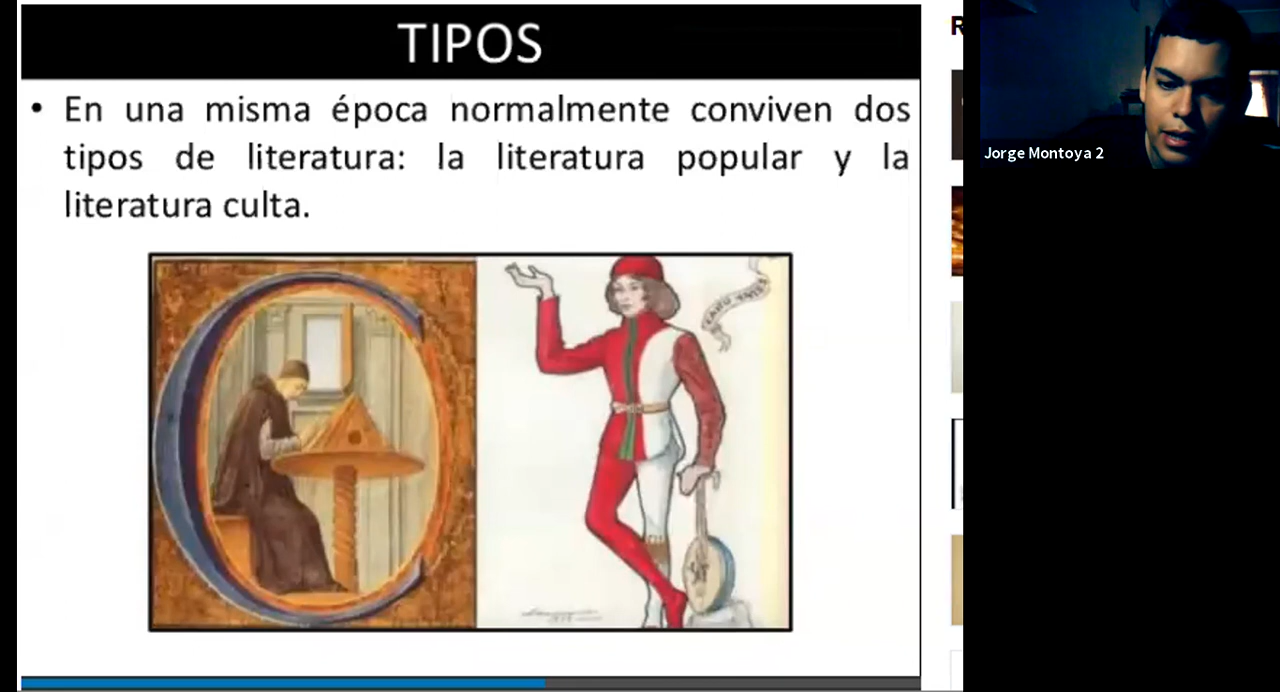 TIPOS
• En una misma época normalmente conviven dos
tipos de literatura: la literatura popular y la
literatura culta.
R
Jorge Montoya 2